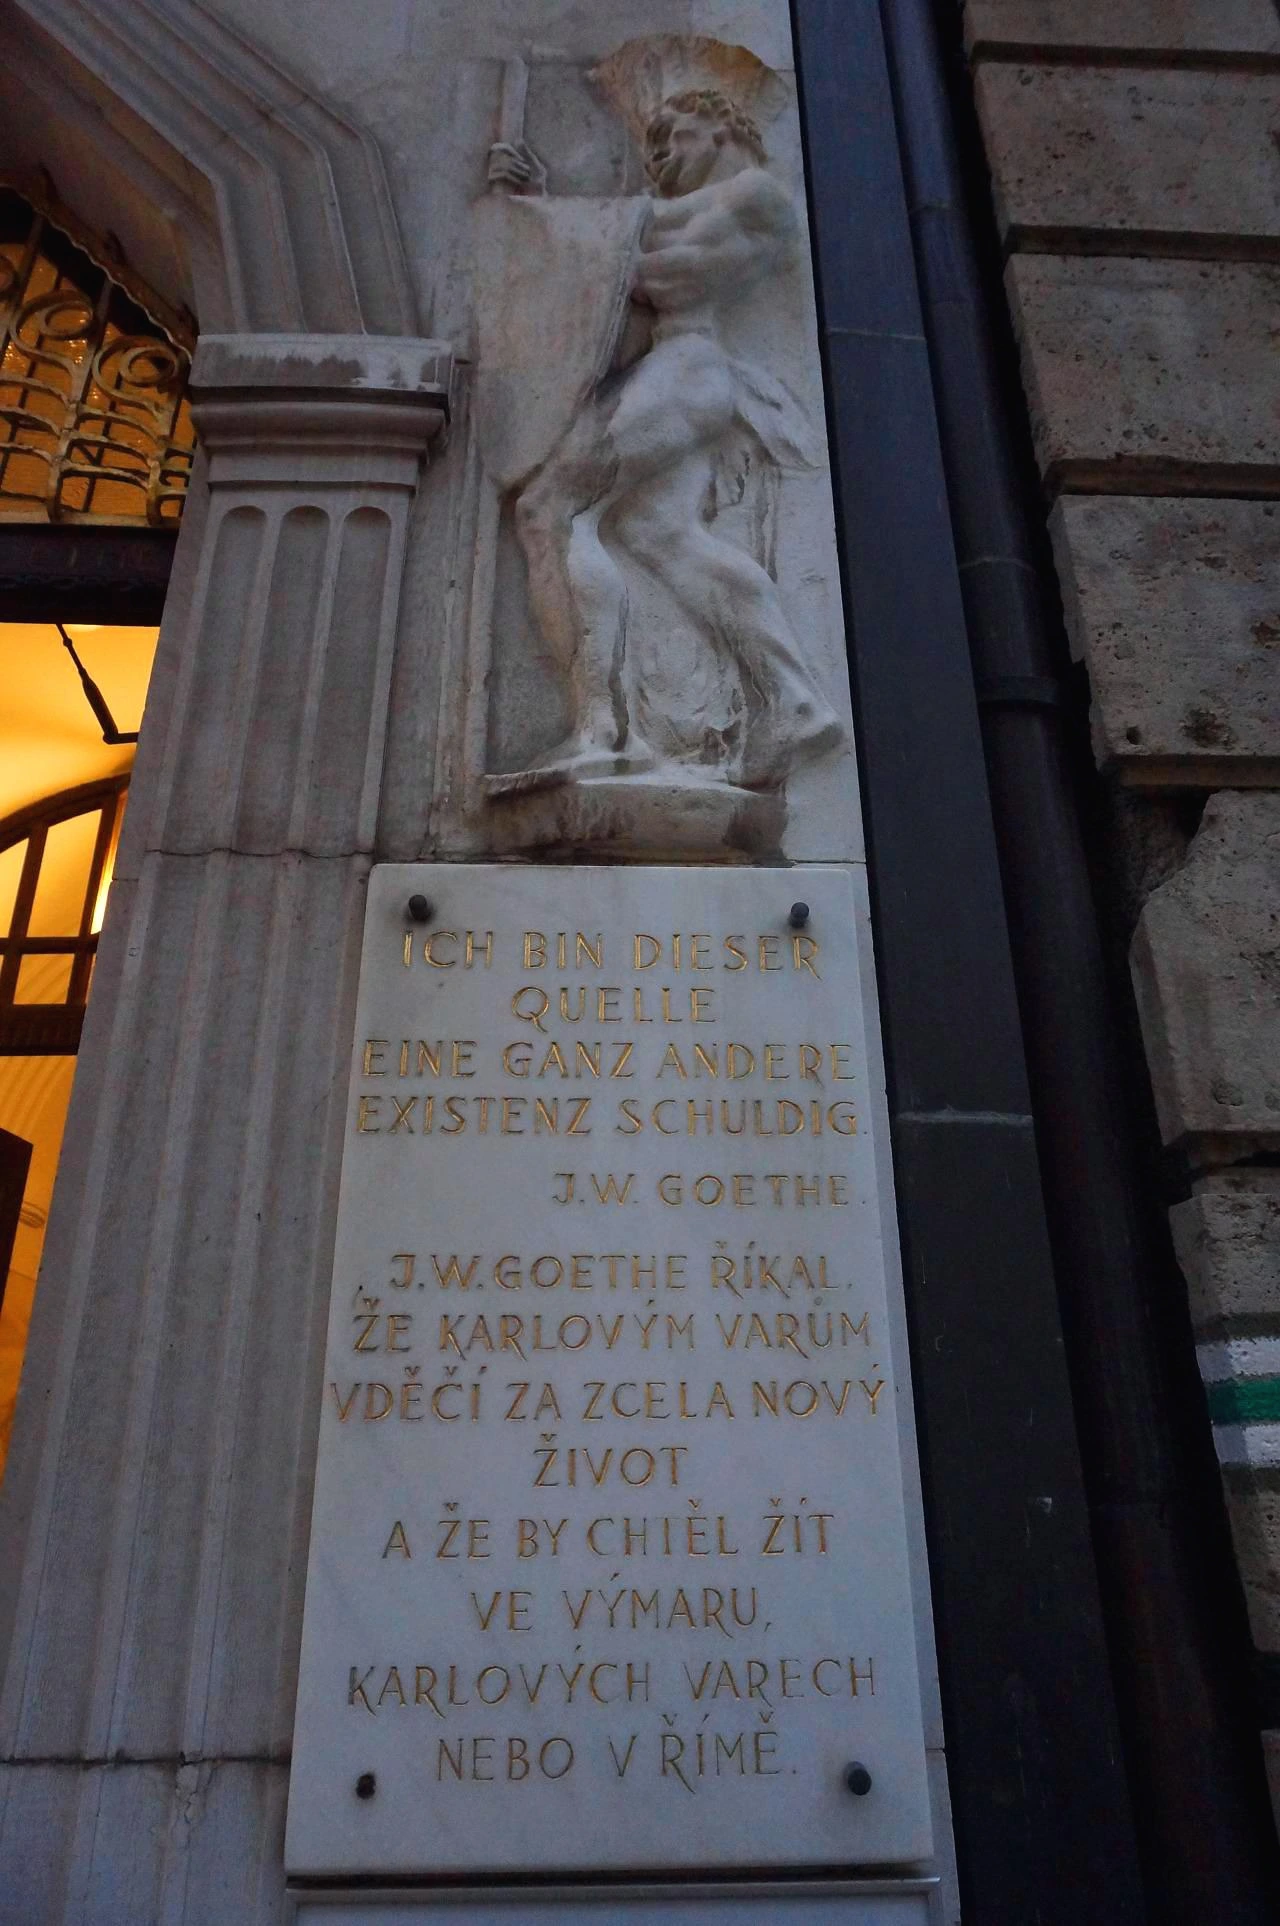 ICH BIN DIESER
QUELLE
EINE GANZ ANDERE
EXISTENZ SCHULDIG.
J.W. GOETHE.
J.W. GOETHE ŘÍKAL,
ŽE KARLOVÝM VARŮM
VDĚČÍ ZA ZCELA NOVÝ
ŽIVOT
A ŽE BY CHTĚL ŽÍT
VE VÝMARU,
KARLOVÝCH VARECH
NEBO V ŘÍMĚ.